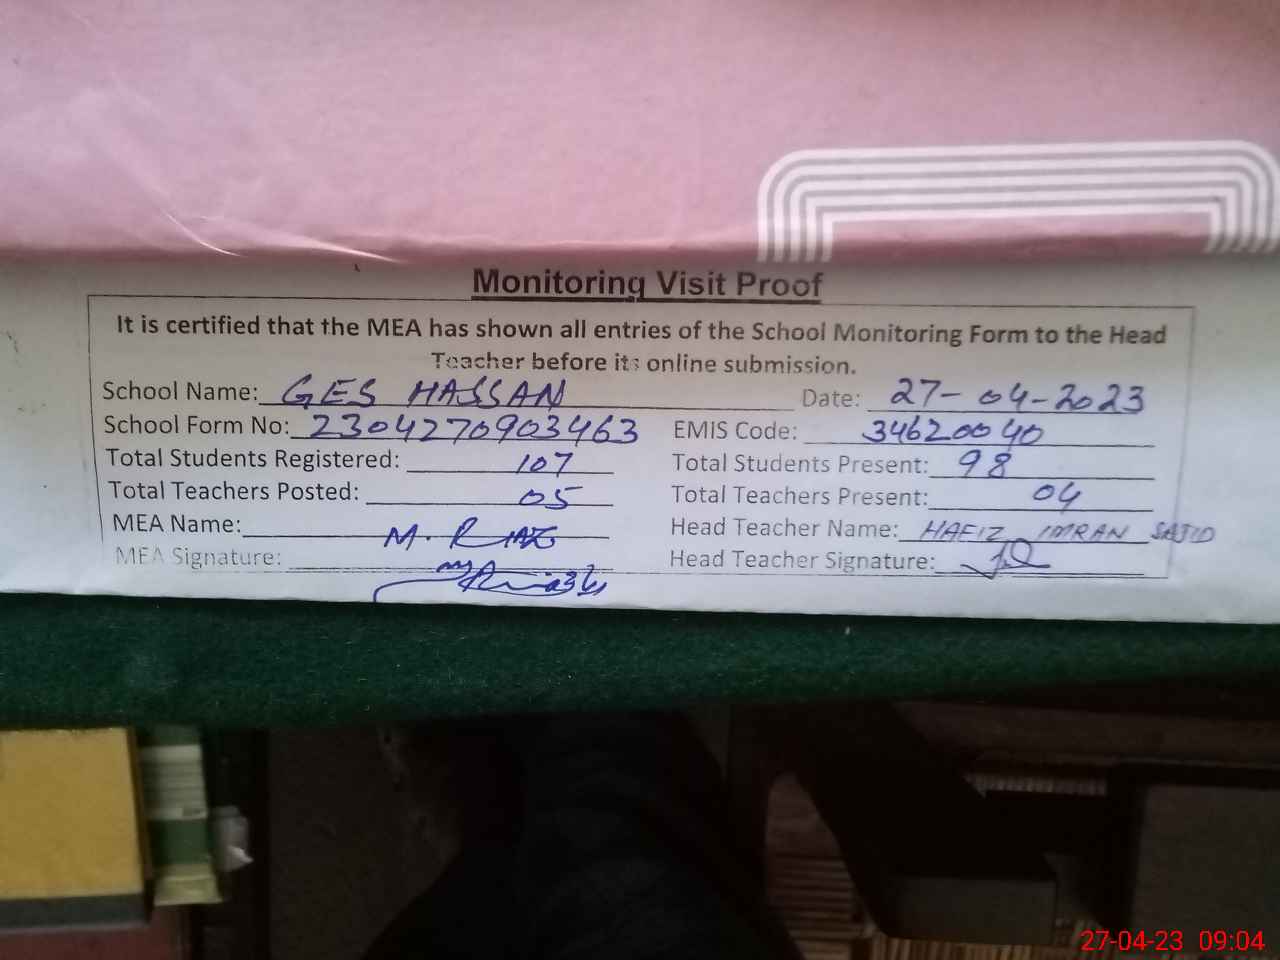 Monitoring Visit Proof
It is certified that the MEA has shown all entries of the School Monitoring Form to the Head
Teacher before its online submission.
School Name: GES HASSAN Date: 27-04-2023
School Form No: 2304270903463 EMIS Code: 34620040
Total Students Registered: 107 Total Students Present: 98
Total Teachers Posted: 05 Total Teachers Present: 04
MEA Name: M. RIAZ Head Teacher Name: HAFIZ IMRAN SAJID
MEA Signature: Head Teacher Signature:
27-04-23 09:04